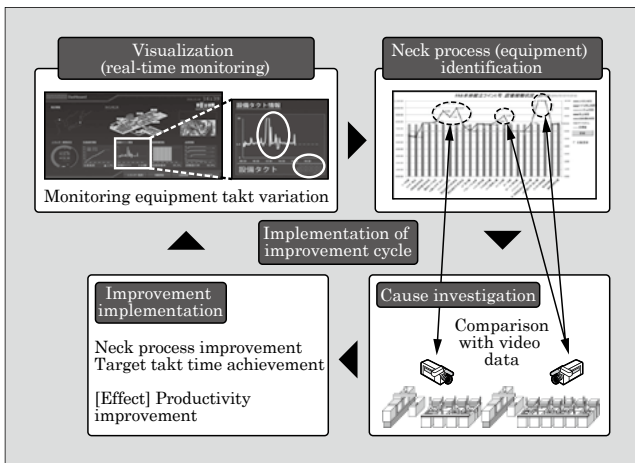 Visualization
(real-time monitoring)
設備タクト情報
設備タクト
Monitoring equipment takt variation
Neck process (equipment)
identification
Implementation of
improvement cycle
Improvement
implementation
Neck process improvement
Target takt time achievement
[Effect] Productivity
improvement
Cause investigation
Comparison
with video
data